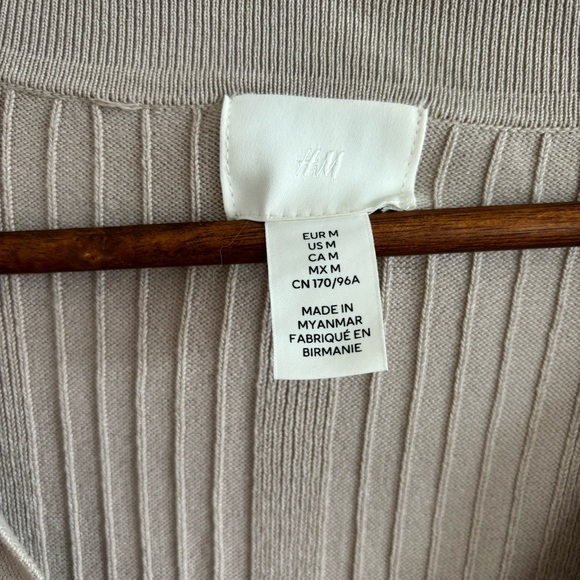 H&M
EUR M
US M
CA M
MX M
CN 170/96A
MADE IN
MYANMAR
FABRIQUÉ EN
BIRMANIE